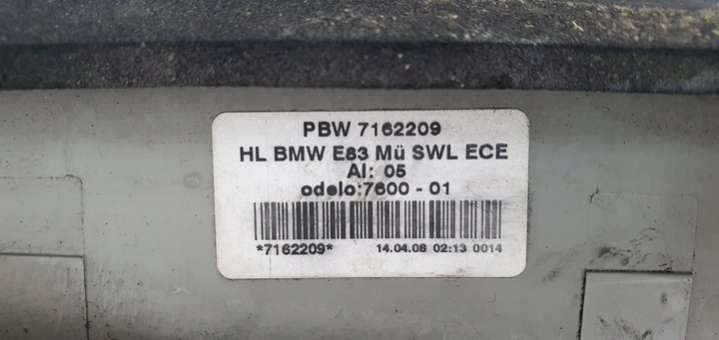 PBW 7162209
HL BMW E83 Mü SWL ECE
AI: 05
odelo:7600 - 01
*7162209* 14.04.08 02:13 0014